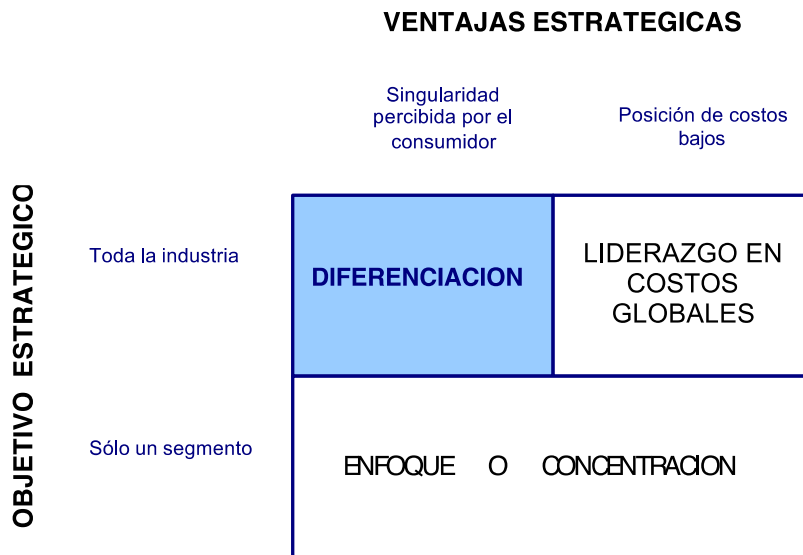 VENTAJAS ESTRATEGICAS
Singularidad
percibida por el
consumidor
Posición de costos
bajos
OBJETIVO ESTRATEGICO
Toda la industria
DIFERENCIACION
LIDERAZGO EN
COSTOS
GLOBALES
Sólo un segmento
ENFOQUE O CONCENTRACION